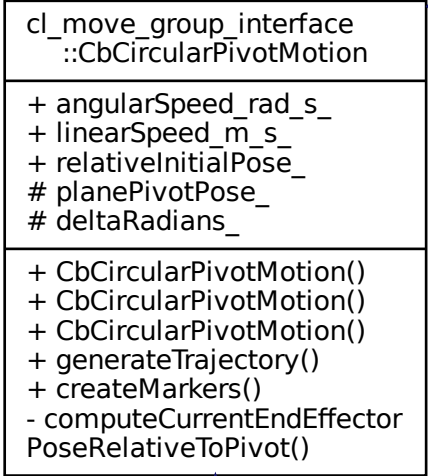 cl_move_group_interface
::CbCircularPivotMotion
+ angularSpeed_rad_s_
+ linearSpeed_m_s_
+ relativeInitialPose_
# planePivotPose_
# deltaRadians_
+ CbCircularPivotMotion()
+ CbCircularPivotMotion()
+ CbCircularPivotMotion()
+ generateTrajectory()
+ createMarkers()
- computeCurrentEndEffector
PoseRelativeToPivot()